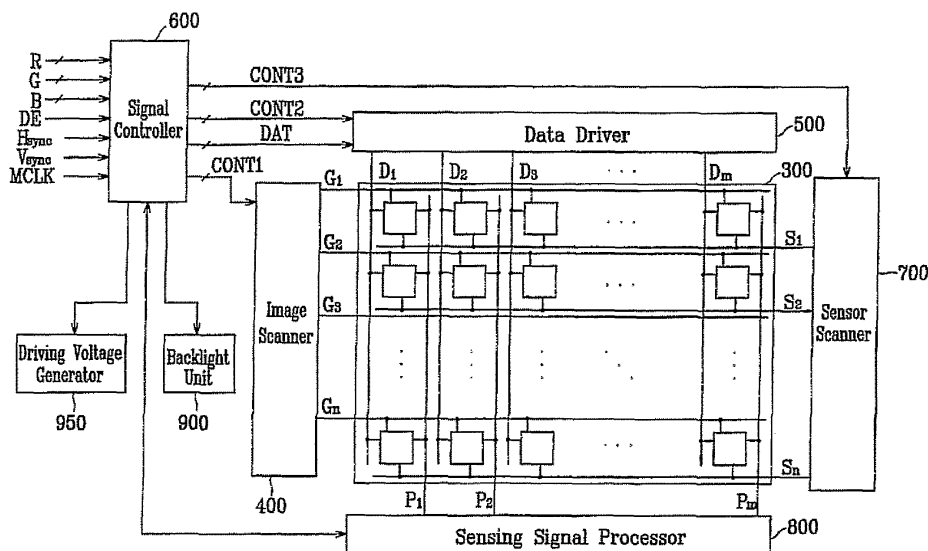 600
R
G
B
DE
Hsync
Vsync
MCLK
Signal
Controller
CONT3
CONT2
DAT
CONT1
Data Driver
500
D1 D2 D3 ... Dm
300
G1
G2
G3
Gn
S1
S2
Sn
Image
Scanner
400
Sensor
Scanner
700
Driving Voltage
Generator
950
Backlight
Unit
900
P1 P2 Pm
Sensing Signal Processor
800